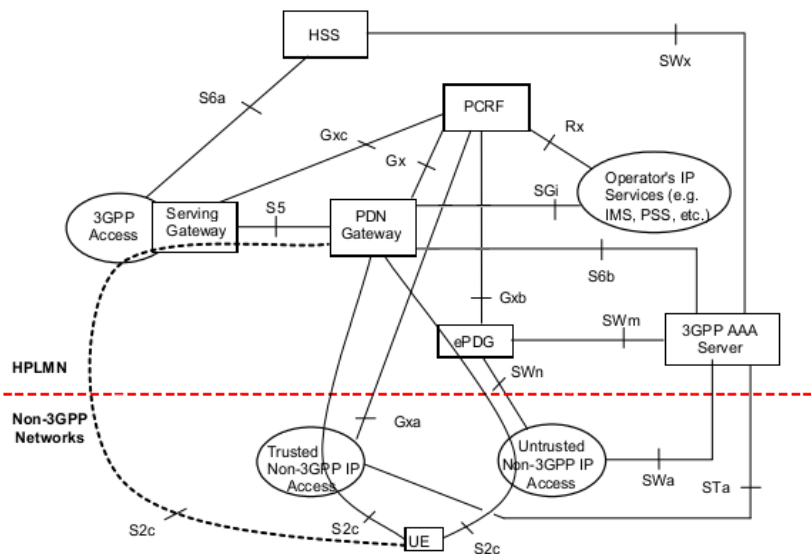 HSS
SWx
S6a
PCRF
Gxc
Gx
Rx
Operator's IP
Services (e.g.
IMS, PSS, etc.)
SGi
3GPP
Access
Serving
Gateway
S5
PDN
Gateway
S6b
Gxb
ePDG
SWm
3GPP AAA
Server
HPLMN
SWn
Non-3GPP
Networks
Gxa
Trusted
Non-3GPP IP
Access
Untrusted
Non-3GPP IP
Access
SWa
STa
S2c
S2c
UE
S2c